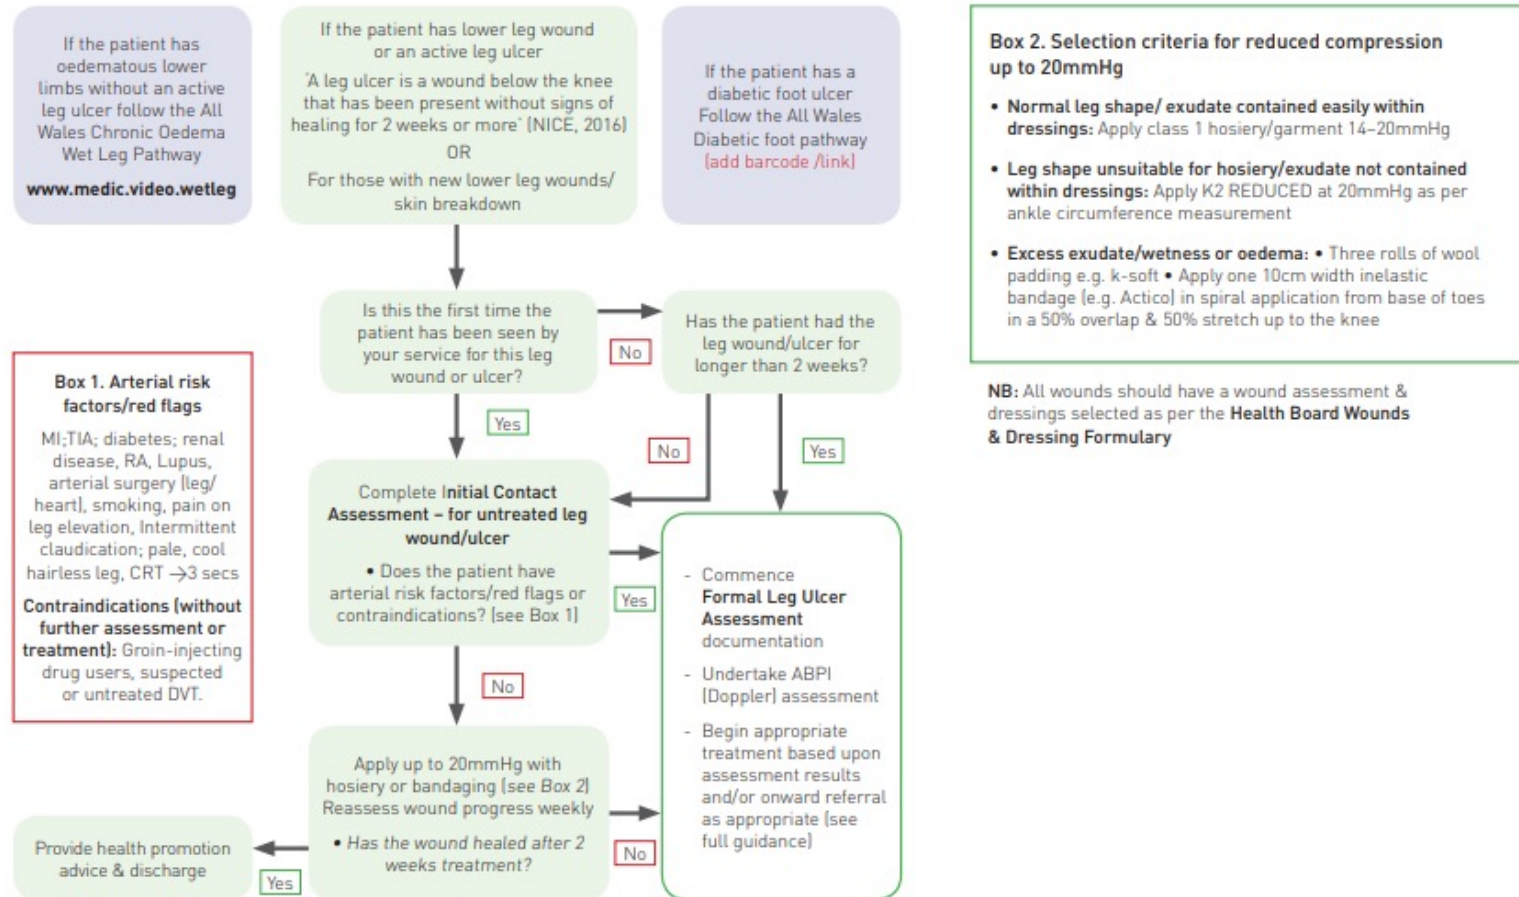 If the patient has
oedematous lower
limbs without an active
leg ulcer follow the All
Wales Chronic Oedema
Wet Leg Pathway
www.medic.video.wetleg
If the patient has lower leg wound
or an active leg ulcer
'A leg ulcer is a wound below the knee
that has been present without signs of
healing for 2 weeks or more' (NICE, 2016)
OR
For those with new lower leg wounds/
skin breakdown
If the patient has a
diabetic foot ulcer
Follow the All Wales
Diabetic foot pathway
(add barcode /link)
Is this the first time the
patient has been seen by
your service for this leg
wound or ulcer?
No
Has the patient had the
leg wound/ulcer for
longer than 2 weeks?
Yes
No
Yes
Box 1. Arterial risk
factors/red flags
MI;TIA; diabetes; renal
disease, RA, Lupus,
arterial surgery (leg/
heart), smoking, pain on
leg elevation, Intermittent
claudication; pale, cool
hairless leg, CRT →3 secs
Contraindications (without
further assessment or
treatment): Groin-injecting
drug users, suspected
or untreated DVT.
Complete Initial Contact
Assessment – for untreated leg
wound/ulcer
• Does the patient have
arterial risk factors/red flags or
contraindications? (see Box 1)
Yes
No
- Commence
Formal Leg Ulcer
Assessment
documentation
- Undertake ABPI
(Doppler) assessment
- Begin appropriate
treatment based upon
assessment results
and/or onward referral
as appropriate (see
full guidance)
Apply up to 20mmHg with
hosiery or bandaging (see Box 2)
Reassess wound progress weekly
• Has the wound healed after 2
weeks treatment?
No
Yes
Provide health promotion
advice & discharge
Box 2. Selection criteria for reduced compression
up to 20mmHg
• Normal leg shape/ exudate contained easily within
dressings: Apply class 1 hosiery/garment 14–20mmHg
• Leg shape unsuitable for hosiery/exudate not contained
within dressings: Apply K2 REDUCED at 20mmHg as per
ankle circumference measurement
• Excess exudate/wetness or oedema: • Three rolls of wool
padding e.g. k-soft • Apply one 10cm width inelastic
bandage (e.g. Actico) in spiral application from base of toes
in a 50% overlap & 50% stretch up to the knee
NB: All wounds should have a wound assessment &
dressings selected as per the Health Board Wounds
& Dressing Formulary